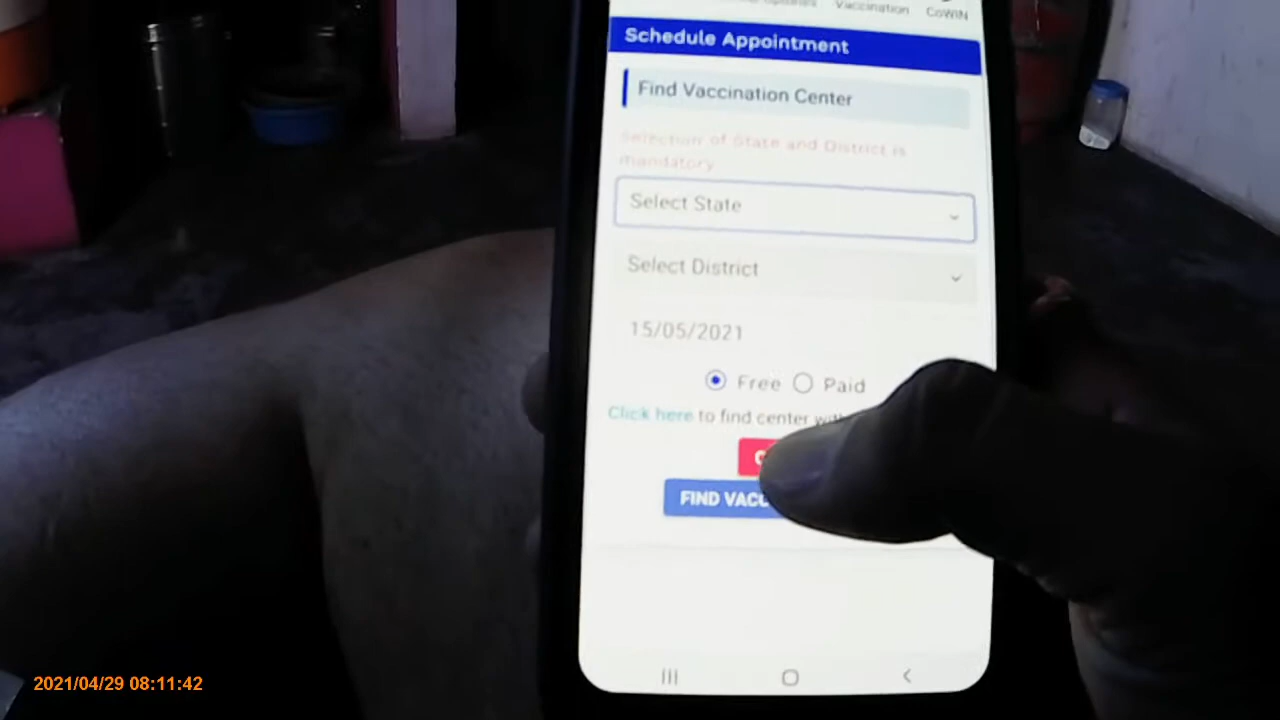 Vaccination CoWIN
Schedule Appointment
Find Vaccination Center
Selection of State and District is
mandatory
Select State
Select District
15/05/2021
Free Paid
Click here to find center
FIND VACC
2021/04/29 08:11:42